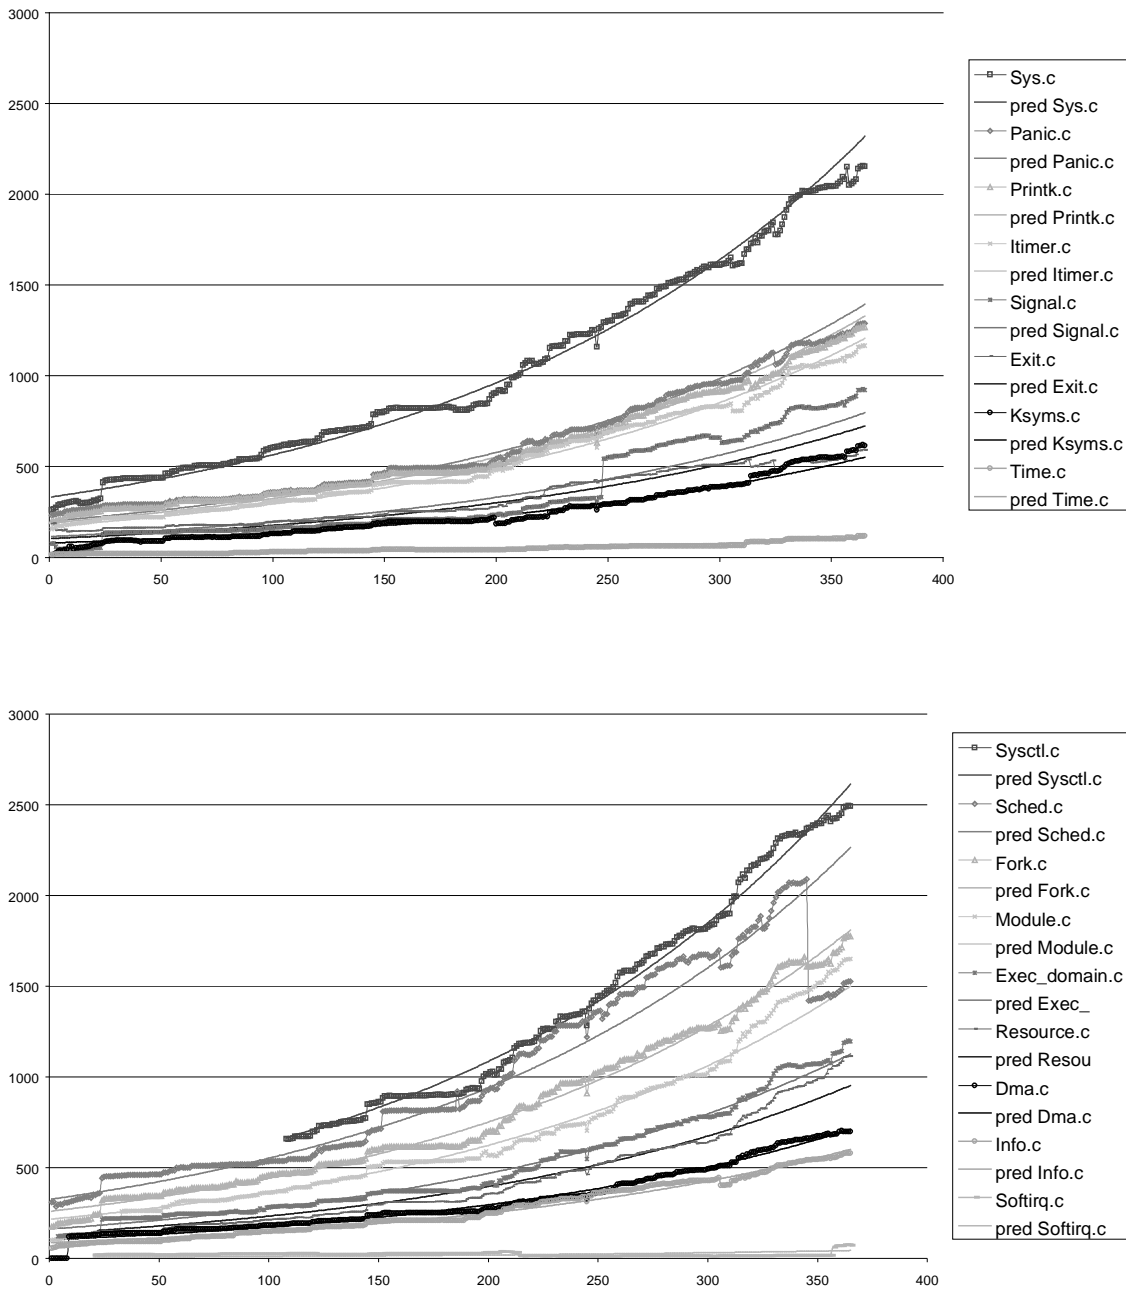 3000
2500
2000
1500
1000
500
0
0 50 100 150 200 250 300 350 400
Sys.c
pred Sys.c
Panic.c
pred Panic.c
Printk.c
pred Printk.c
Itimer.c
pred Itimer.c
Signal.c
pred Signal.c
Exit.c
pred Exit.c
Ksyms.c
pred Ksyms.c
Time.c
pred Time.c
3000
2500
2000
1500
1000
500
0
0 50 100 150 200 250 300 350 400
Sysctl.c
pred Sysctl.c
Sched.c
pred Sched.c
Fork.c
pred Fork.c
Module.c
pred Module.c
Exec_domain.c
pred Exec_
Resource.c
pred Resou
Dma.c
pred Dma.c
Info.c
pred Info.c
Softirq.c
pred Softirq.c